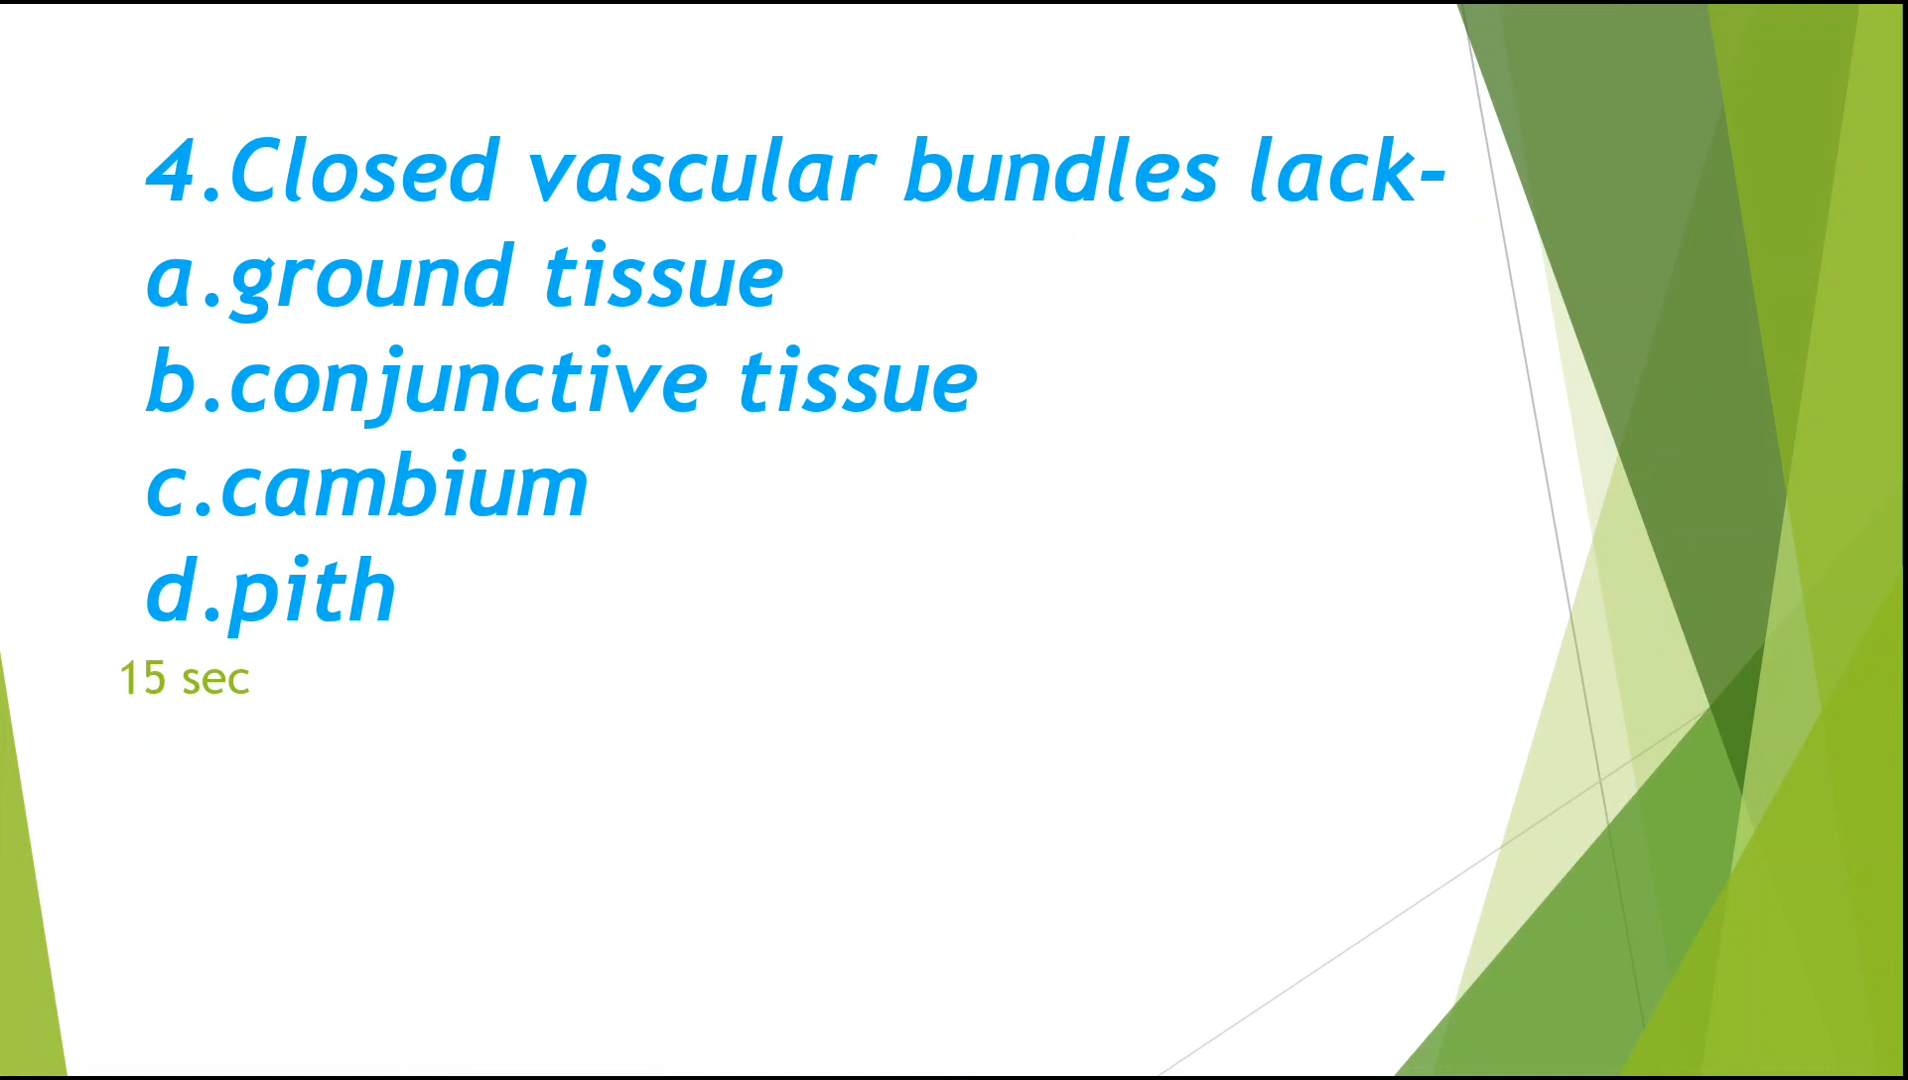 4.Closed vascular bundles lack-
a.ground tissue
b.conjunctive tissue
c.cambium
d.pith
15 sec